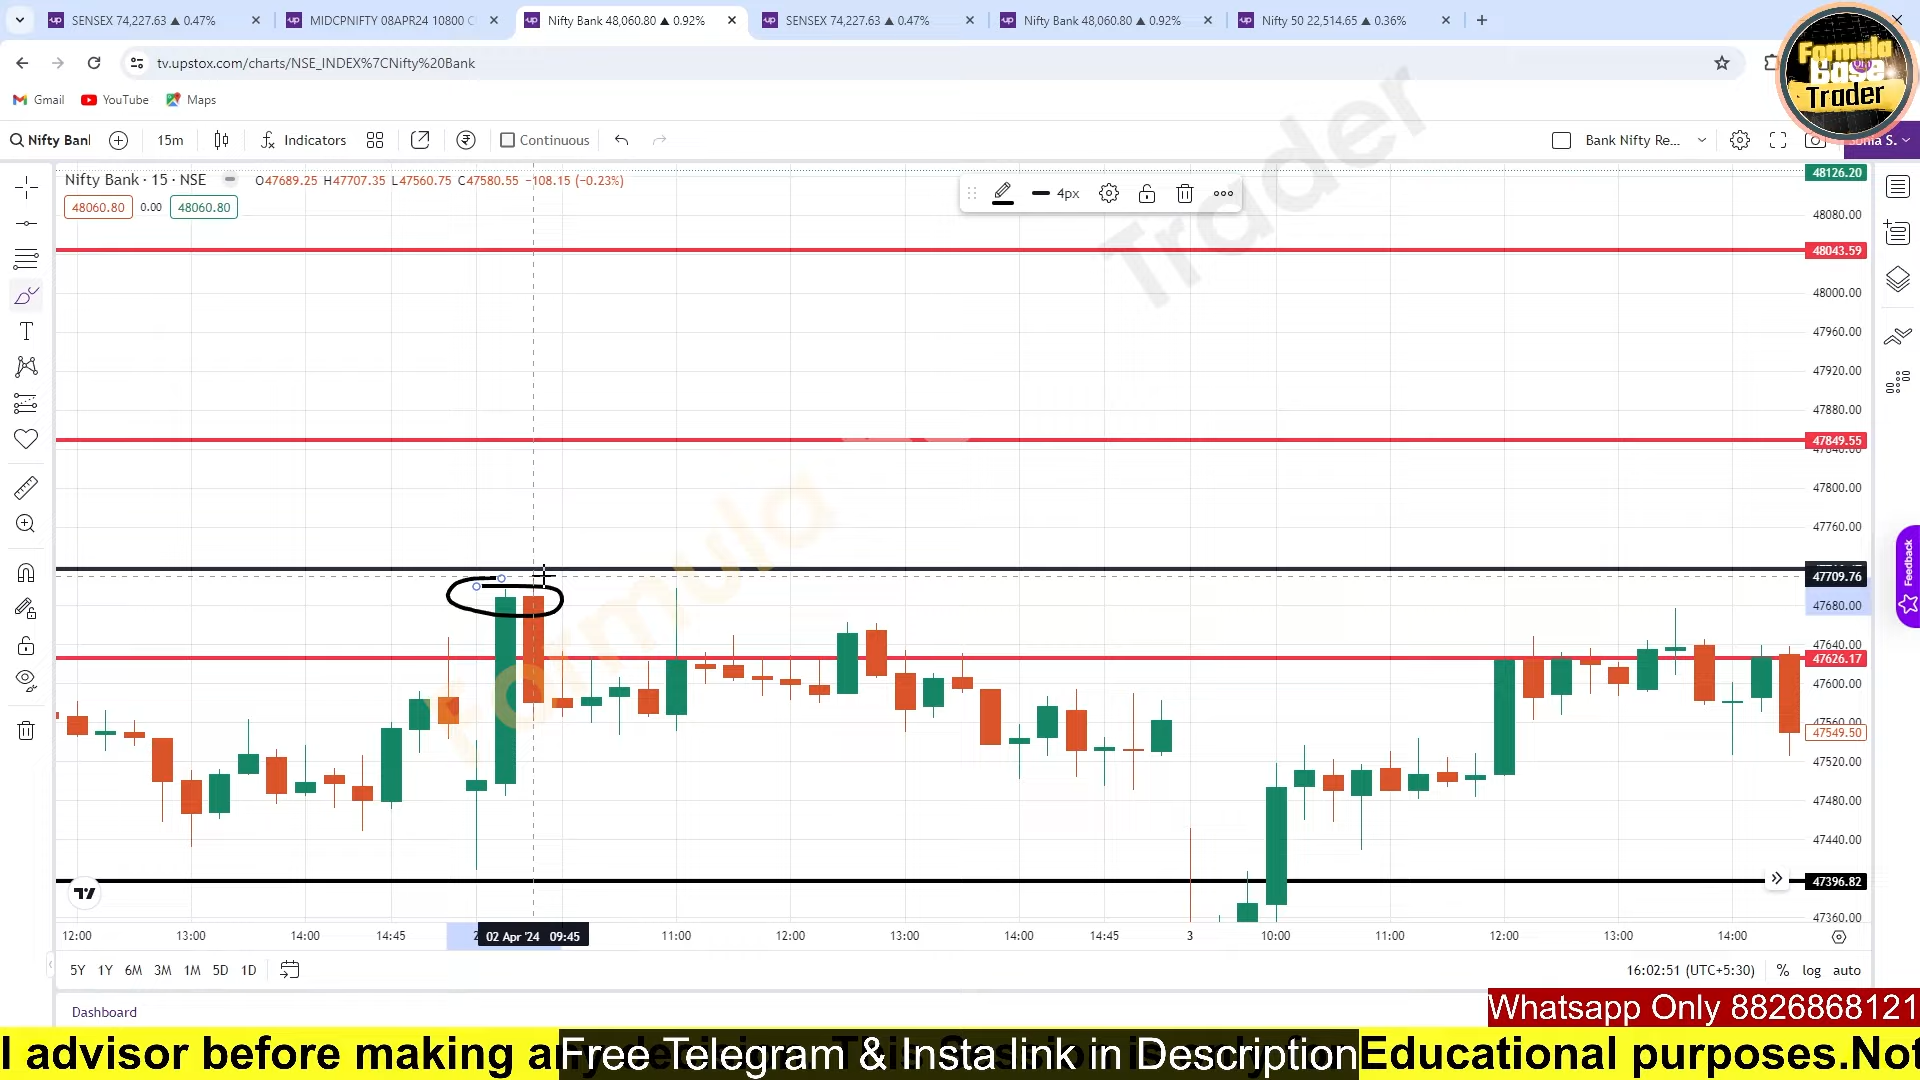 SENSEX 74,227.63 ▲ 0.47%
MIDCPNIFTY 08APR24 10800 C
Nifty Bank 48,060.80 ▲ 0.92%
SENSEX 74,227.63 ▲ 0.47%
Nifty Bank 48,060.80 ▲ 0.92%
Nifty 50 22,514.65 ▲ 0.36%
tv.upstox.com/charts/NSE_INDEX%7CNifty%20Bank
Gmail YouTube Maps
Formula Base Trader
Nifty Banl 15m Indicators Continuous Bank Nifty Re...
Nifty Bank · 15 · NSE O47689.25 H47707.35 L47560.75 C47580.55 −108.15 (−0.23%)
48060.80 0.00 48060.80
4px
Formula
Trader
48126.20
48080.00
48043.59
48000.00
47960.00
47920.00
47880.00
47849.55
47840.00
47800.00
47760.00
47709.76
47680.00
47640.00
47626.17
47600.00
47560.00
47549.50
47520.00
47480.00
47440.00
47396.82
47360.00
Feedback
12:00 13:00 14:00 14:45 02 Apr '24 09:45 11:00 12:00 13:00 14:00 14:45 3 10:00 11:00 12:00 13:00 14:00
5Y 1Y 6M 3M 1M 5D 1D 16:02:51 (UTC+5:30) % log auto
Dashboard
Whatsapp Only 8826868121
l advisor before making
Free Telegram & Insta link in Description
Educational purposes.Not